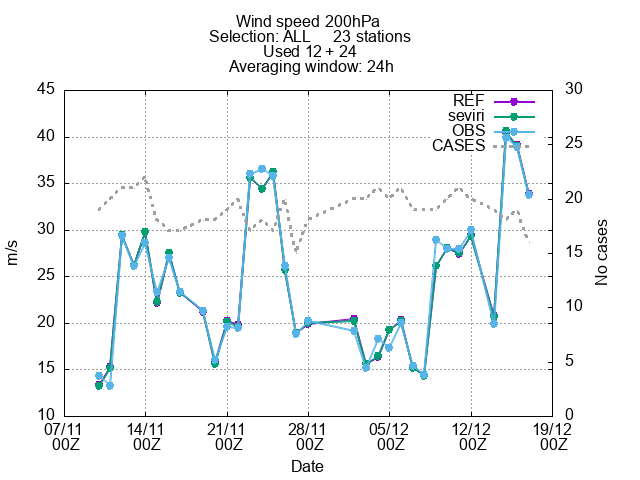 Wind speed 200hPa
Selection: ALL 23 stations
Used 12 + 24
Averaging window: 24h
45 30
REF
seviri
OBS
CASES
40
35
30
25
20
15
10
25
20
15
10
5
0
m/s
No cases
07/11 14/11 21/11 28/11 05/12 12/12 19/12
00Z 00Z 00Z 00Z 00Z 00Z 00Z
Date